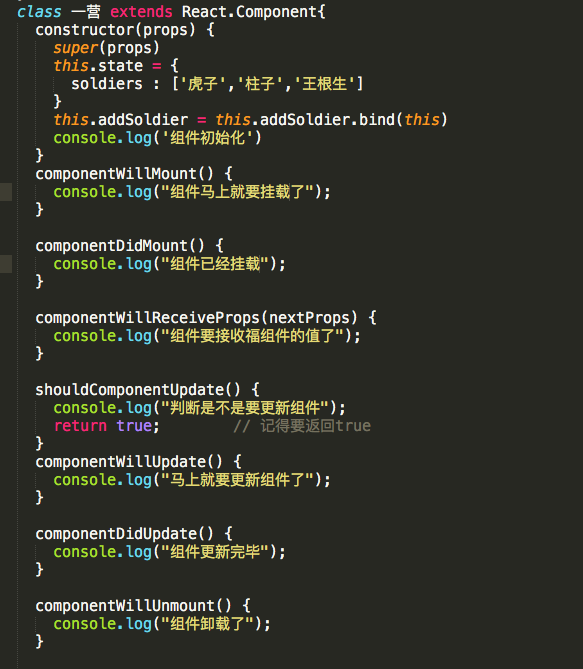 class 一营 extends React.Component{
constructor(props) {
super(props)
this.state = {
soldiers : ['虎子','柱子','王根生']
}
this.addSoldier = this.addSoldier.bind(this)
console.log('组件初始化')
}
componentWillMount() {
console.log("组件马上就要挂载了");
}
componentDidMount() {
console.log("组件已经挂载");
}
componentWillReceiveProps(nextProps) {
console.log("组件要接收福组件的值了");
}
shouldComponentUpdate() {
console.log("判断是不是要更新组件");
return true; // 记得要返回true
}
componentWillUpdate() {
console.log("马上就要更新组件了");
}
componentDidUpdate() {
console.log("组件更新完毕");
}
componentWillUnmount() {
console.log("组件卸载了");
}